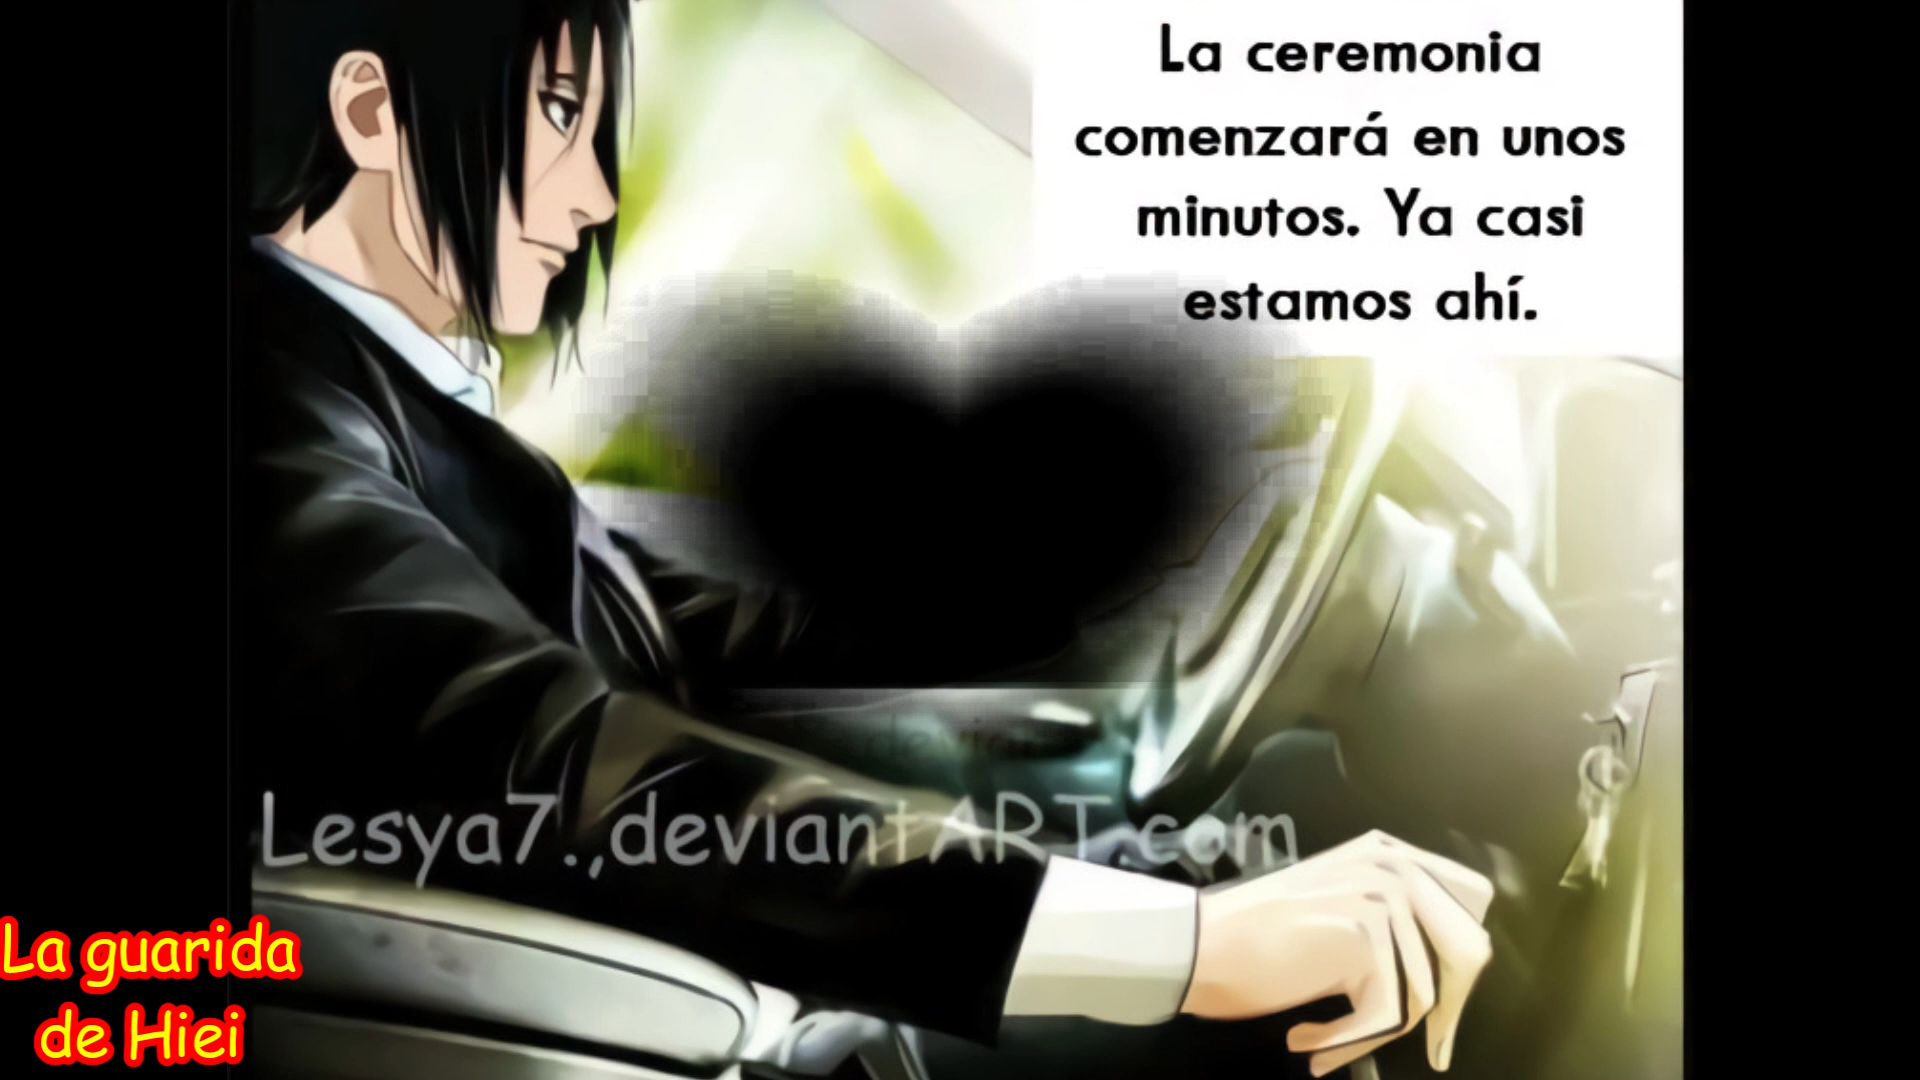 La ceremonia
comenzará en unos
minutos. Ya casi
estamos ahí.
Lesya7.,deviantART.com
La guarida
de Hiei